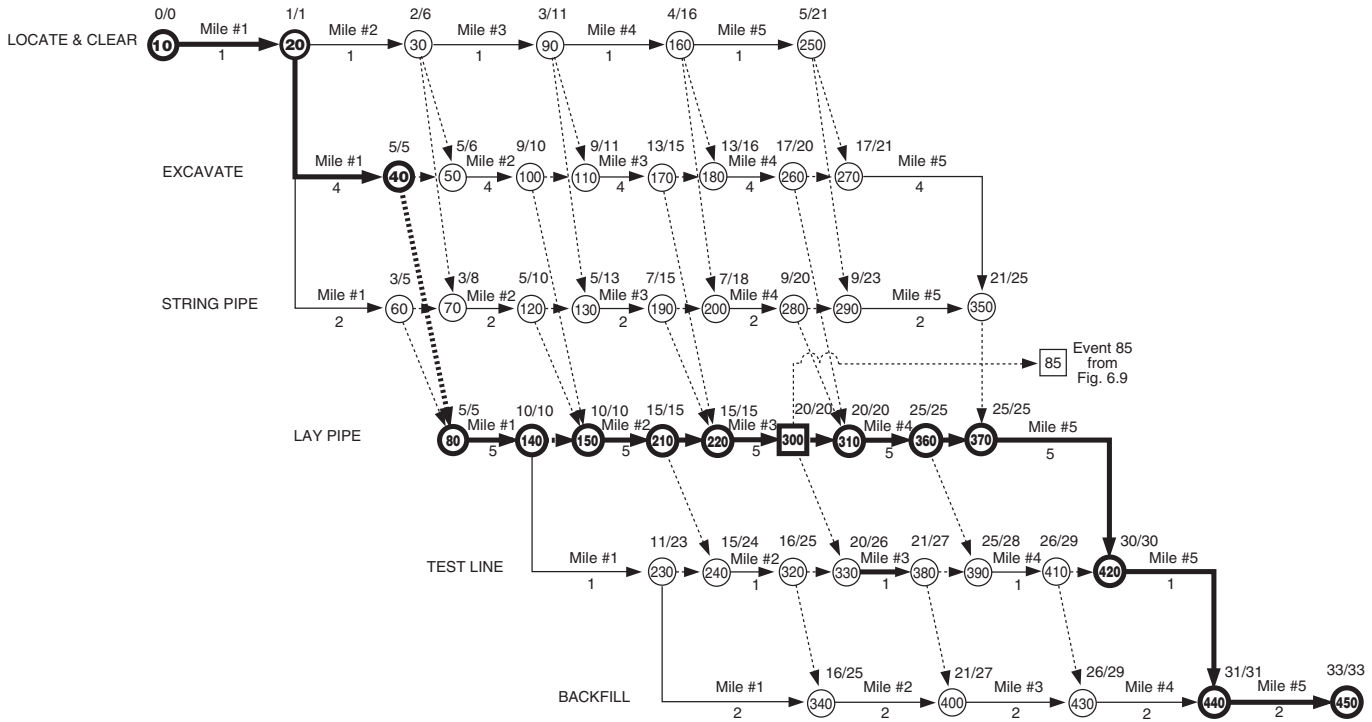 0/0 1/1 2/6 3/11 4/16 5/21
LOCATE & CLEAR 10 Mile #1 20 Mile #2 30 Mile #3 90 Mile #4 160 Mile #5 250
1 1 1 1 1
5/5 5/6 9/10 9/11 13/15 13/16 17/20 17/21
EXCAVATE Mile #1 40 50 Mile #2 100 110 Mile #3 170 180 Mile #4 260 270 Mile #5
4 4 4 4 4
3/5 3/8 5/10 5/13 7/15 7/18 9/20 9/23 21/25
STRING PIPE Mile #1 60 70 Mile #2 120 130 Mile #3 190 200 Mile #4 280 290 Mile #5 350
2 2 2 2 2
85 Event 85
from
Fig. 6.9
5/5 10/10 10/10 15/15 15/15 20/20 20/20 25/25 25/25
LAY PIPE 80 Mile #1 140 150 Mile #2 210 220 Mile #3 300 310 Mile #4 360 370 Mile #5
5 5 5 5 5
11/23 15/24 16/25 20/26 21/27 25/28 26/29 30/30
TEST LINE Mile #1 230 240 Mile #2 320 330 Mile #3 380 390 Mile #4 410 420 Mile #5
1 1 1 1 1
16/25 21/27 26/29 31/31 33/33
BACKFILL Mile #1 340 Mile #2 400 Mile #3 430 Mile #4 440 Mile #5 450
2 2 2 2 2